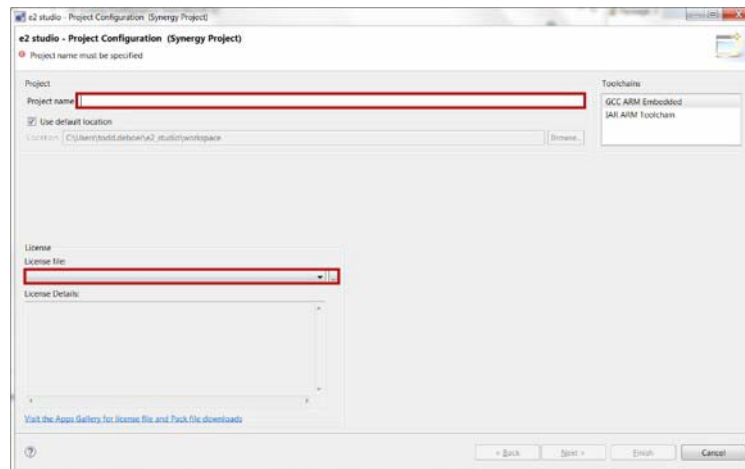 e2 studio - Project Configuration (Synergy Project)
e2 studio - Project Configuration (Synergy Project)
Project name must be specified
Project
Toolchains
Project name
GCC ARM Embedded
IAR ARM Toolchain
Use default location
Location: C:\Users\todd.deboer\e2_studio\workspace
Browse...
License
License file:
...
License Details:
Visit the Apps Gallery for license file and Pack file downloads
?
< Back
Next >
Finish
Cancel